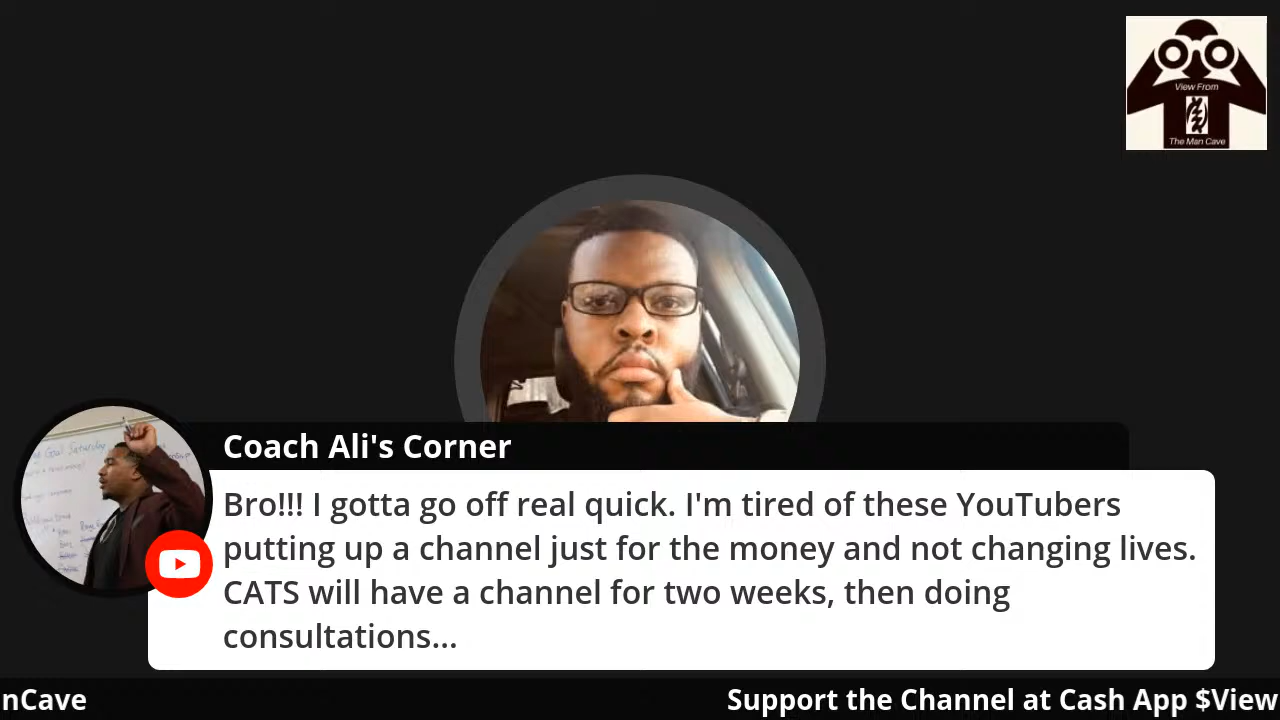 View From
The Man Cave
Coach Ali's Corner
Bro!!! I gotta go off real quick. I'm tired of these YouTubers
putting up a channel just for the money and not changing lives.
CATS will have a channel for two weeks, then doing
consultations...
nCave
Support the Channel at Cash App $View